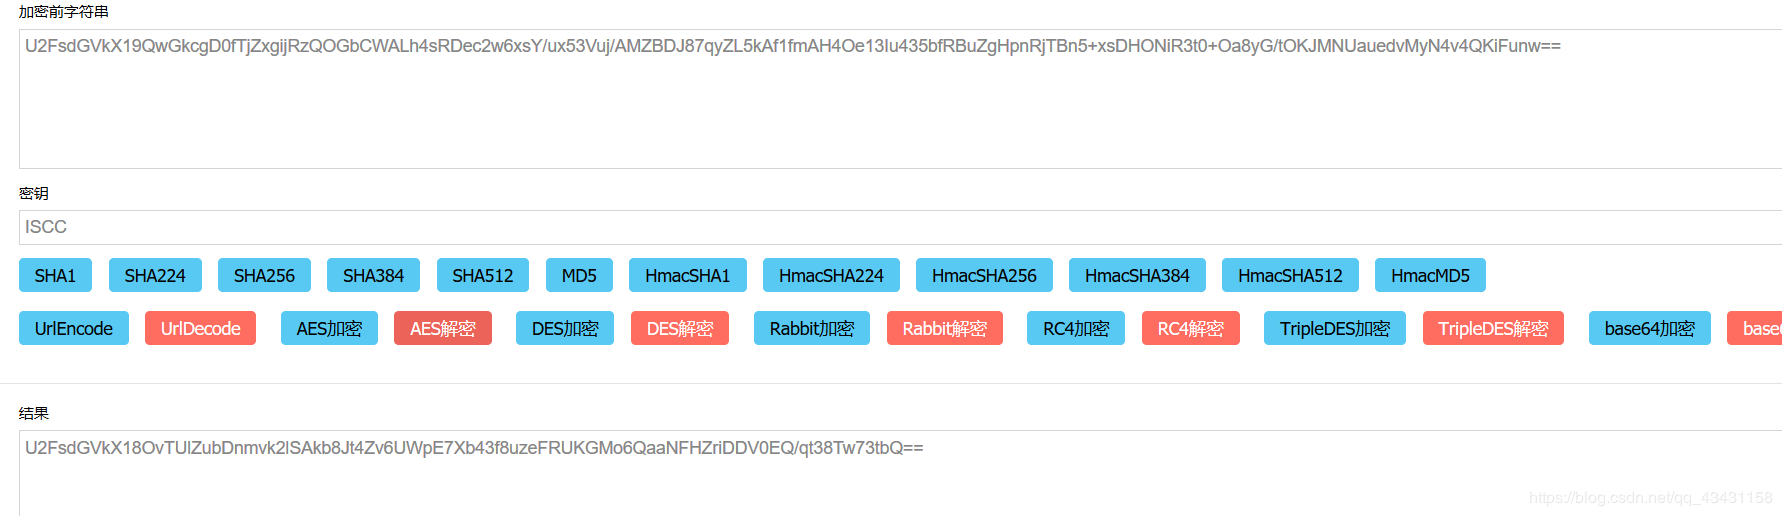 加密前字符串
U2FsdGVkX19QwGkcgD0fTjZxgijRzQOGbCWALh4sRDec2w6xsY/ux53Vuj/AMZBDJ87qyZL5kAf1fmAH4Oe13Iu435bfRBuZgHpnRjTBn5+xsDHONiR3t0+Oa8yG/tOKJMNUauedvMyN4v4QKiFunw==
密钥
ISCC
SHA1 SHA224 SHA256 SHA384 SHA512 MD5 HmacSHA1 HmacSHA224 HmacSHA256 HmacSHA384 HmacSHA512 HmacMD5
UrlEncode UrlDecode AES加密 AES解密 DES加密 DES解密 Rabbit加密 Rabbit解密 RC4加密 RC4解密 TripleDES加密 TripleDES解密 base64加密 base6
结果
U2FsdGVkX18OvTUlZubDnmvk2lSAkb8Jt4Zv6UWpE7Xb43f8uzeFRUKGMo6QaaNFHZriDDV0EQ/qt38Tw73tbQ==
https://blog.csdn.net/qq_43431158